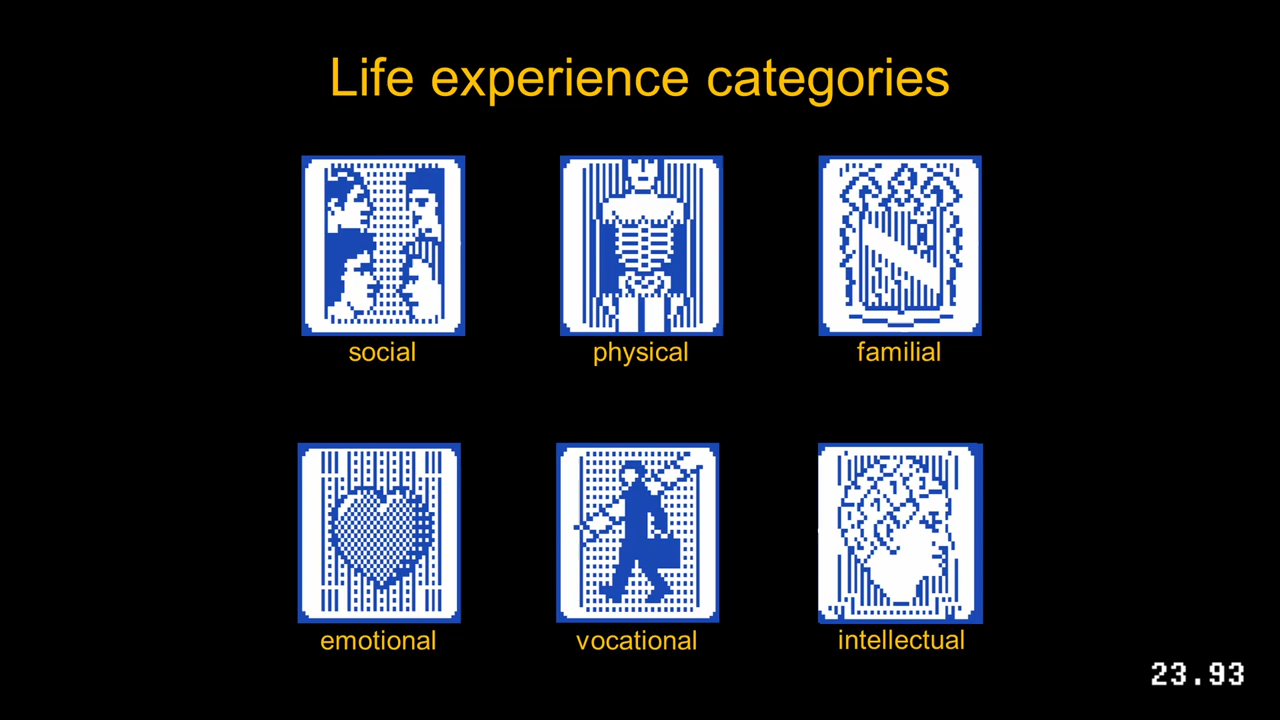 Life experience categories
social
physical
familial
emotional
vocational
intellectual
23.93